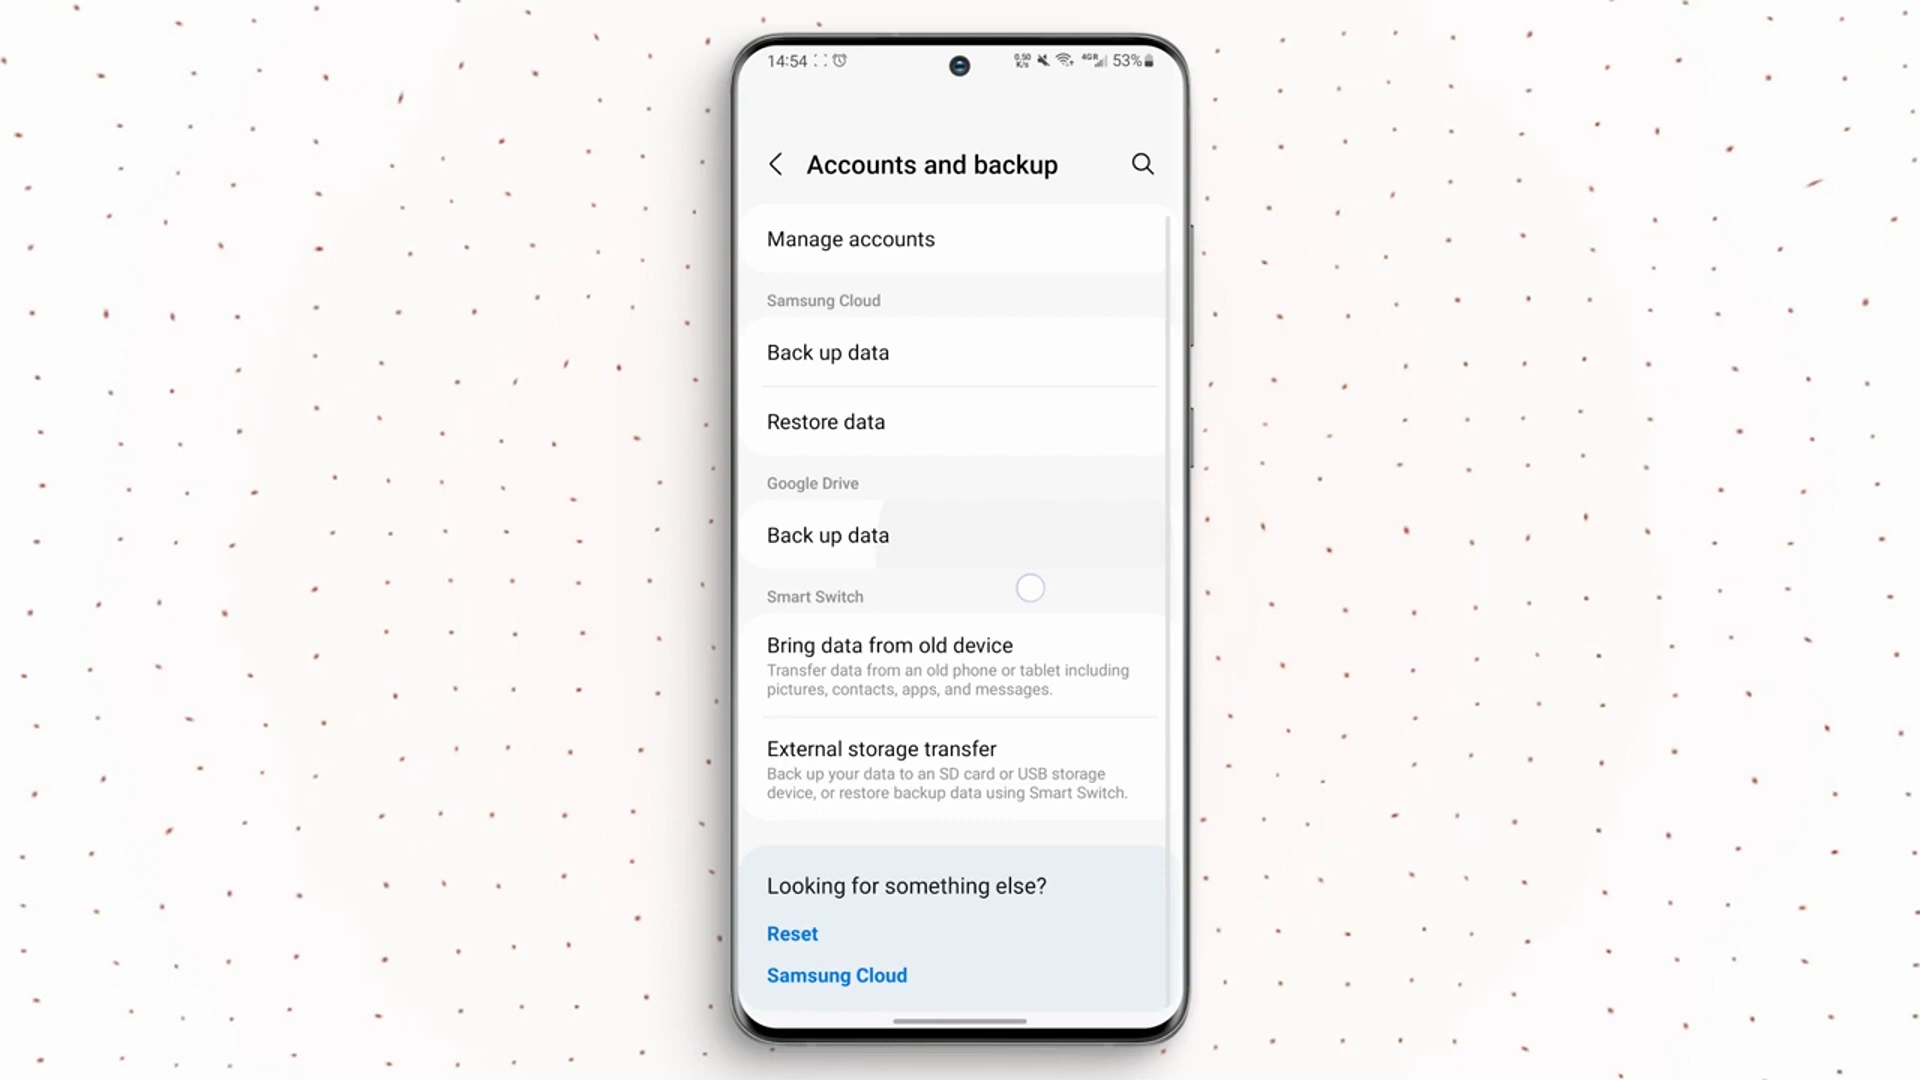 14:54
0.50
K/s
4GR
53%
Accounts and backup
Manage accounts
Samsung Cloud
Back up data
Restore data
Google Drive
Back up data
Smart Switch
Bring data from old device
Transfer data from an old phone or tablet including
pictures, contacts, apps, and messages.
External storage transfer
Back up your data to an SD card or USB storage
device, or restore backup data using Smart Switch.
Looking for something else?
Reset
Samsung Cloud